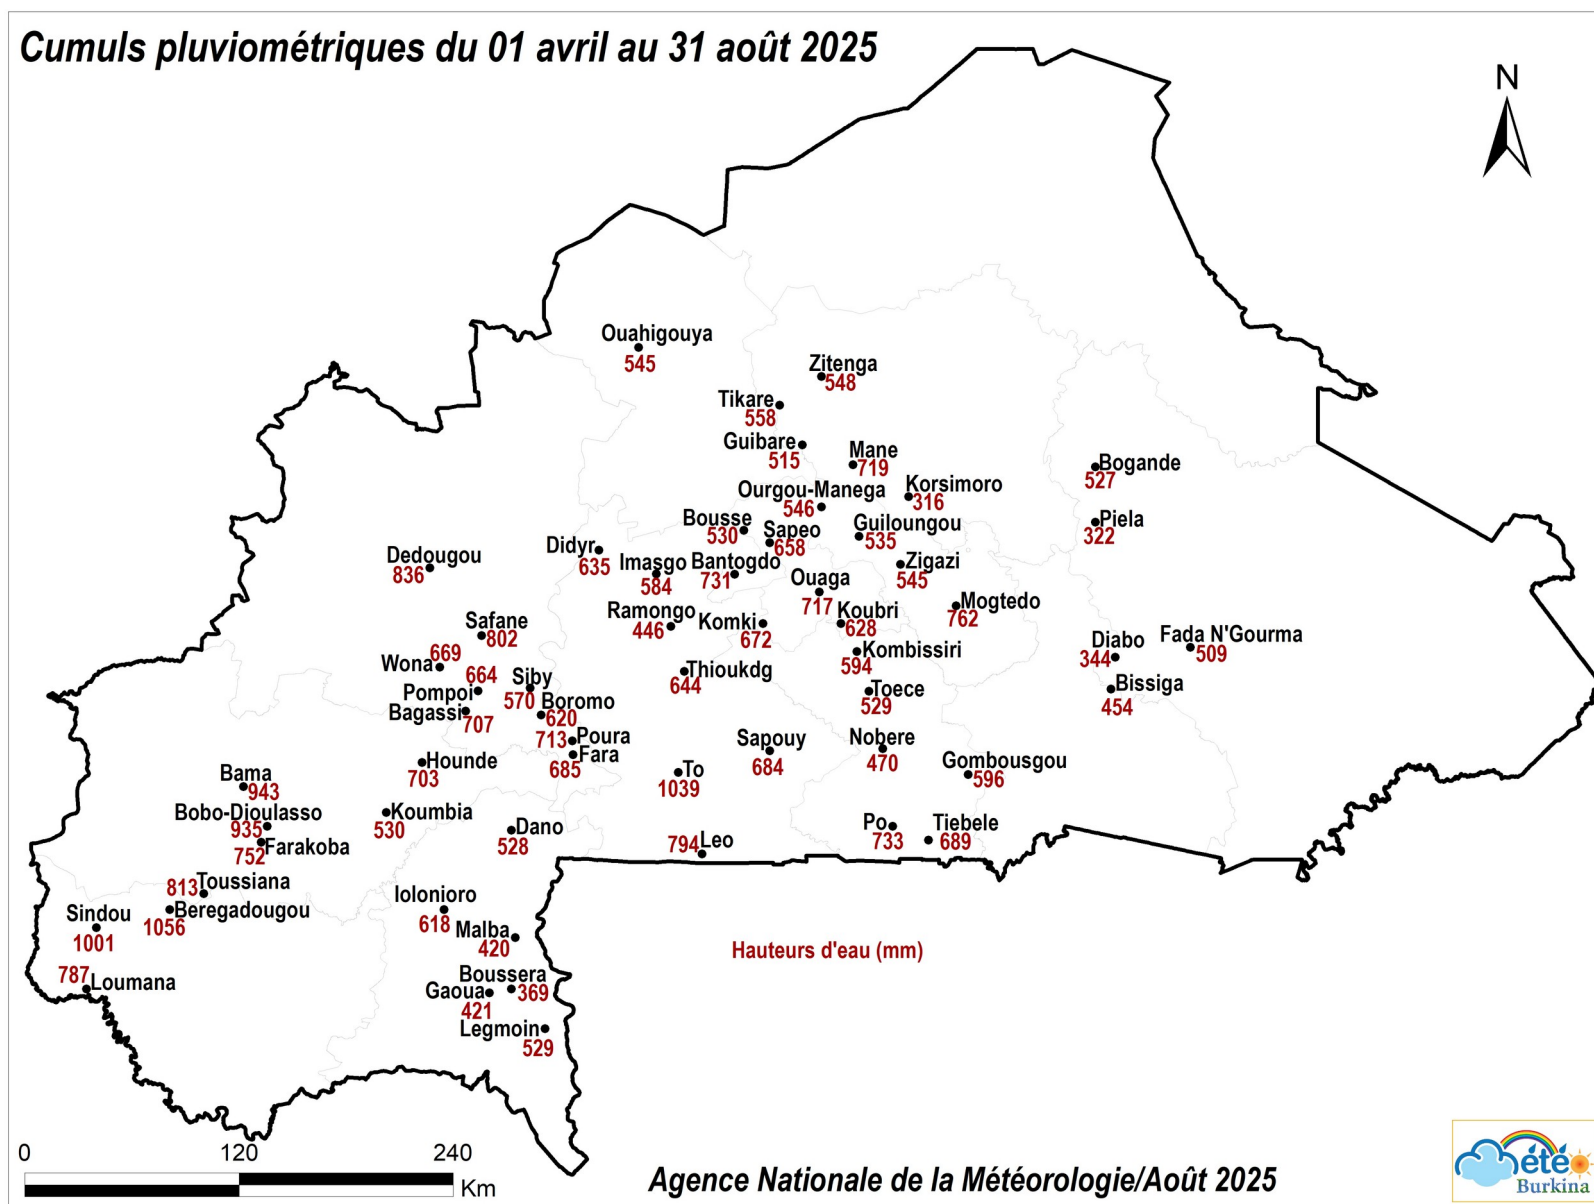 Cumuls pluviométriques du 01 avril au 31 août 2025
N
Ouahigouya
545
Zitenga
548
Tikare
558
Guibare
515
Mane
719
Bogande
527
Korsimoro
316
Ourgou-Manega
546
Piela
322
Bousse
530
Sapeo
658
Guiloungou
535
Didyr
635
Dedougou
836
Imasgo
584
Bantogdo
731
Zigazi
545
Ouaga
717
Mogtedo
762
Ramongo
446
Komki
672
Koubri
628
Safane
802
Kombissiri
594
Diabo
344
Fada N'Gourma
509
Wona
669
Thioukdg
644
Pompoi
664
Siby
570
Toece
529
Bissiga
454
Bagassi
707
Boromo
620
Poura
713
Fara
685
Sapouy
684
Nobere
470
Hounde
703
To
1039
Gombousgou
596
Bama
943
Koumbia
530
Bobo-Dioulasso
935
Farakoba
752
Dano
528
Leo
794
Po
733
Tiebele
689
Toussiana
813
Beregadougou
1056
Iolonioro
618
Sindou
1001
Malba
420
Hauteurs d'eau (mm)
Loumana
787
Boussera
369
Gaoua
421
Legmoin
529
0 120 240
Km
Agence Nationale de la Météorologie/Août 2025
été
Burkina